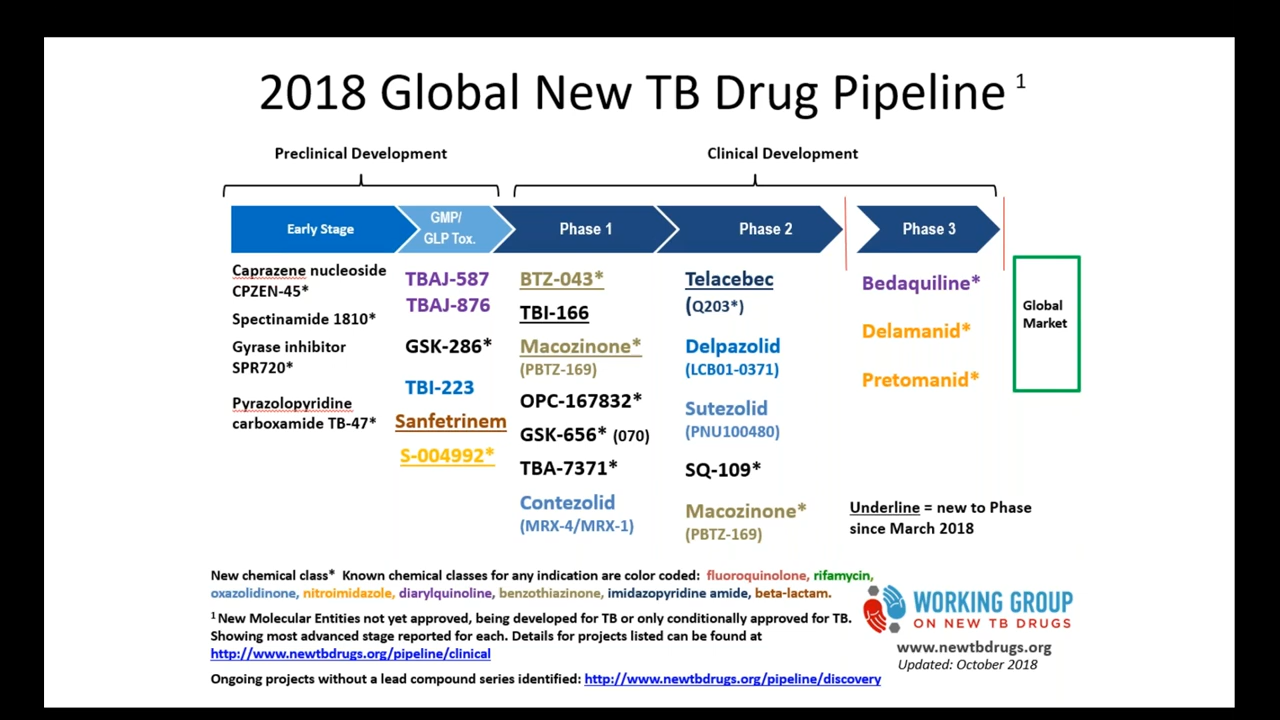 2018 Global New TB Drug Pipeline 1
Preclinical Development
Clinical Development
Early Stage
GMP/
GLP Tox.
Phase 1
Phase 2
Phase 3
Caprazene nucleoside
CPZEN-45*
Spectinamide 1810*
Gyrase inhibitor
SPR720*
Pyrazolopyridine
carboxamide TB-47*
TBAJ-587
TBAJ-876
GSK-286*
TBI-223
Sanfetrinem
S-004992*
BTZ-043*
TBI-166
Macozinone*
(PBTZ-169)
OPC-167832*
GSK-656* (070)
TBA-7371*
Contezolid
(MRX-4/MRX-1)
Telacebec
(Q203*)
Delpazolid
(LCB01-0371)
Sutezolid
(PNU100480)
SQ-109*
Macozinone*
(PBTZ-169)
Bedaquiline*
Delamanid*
Pretomanid*
Global
Market
Underline = new to Phase
since March 2018
New chemical class* Known chemical classes for any indication are color coded: fluoroquinolone, rifamycin,
oxazolidinone, nitroimidazole, diarylquinoline, benzothiazinone, imidazopyridine amide, beta-lactam.
1 New Molecular Entities not yet approved, being developed for TB or only conditionally approved for TB.
Showing most advanced stage reported for each. Details for projects listed can be found at
http://www.newtbdrugs.org/pipeline/clinical
Ongoing projects without a lead compound series identified: http://www.newtbdrugs.org/pipeline/discovery
WORKING GROUP
ON NEW TB DRUGS
www.newtbdrugs.org
Updated: October 2018